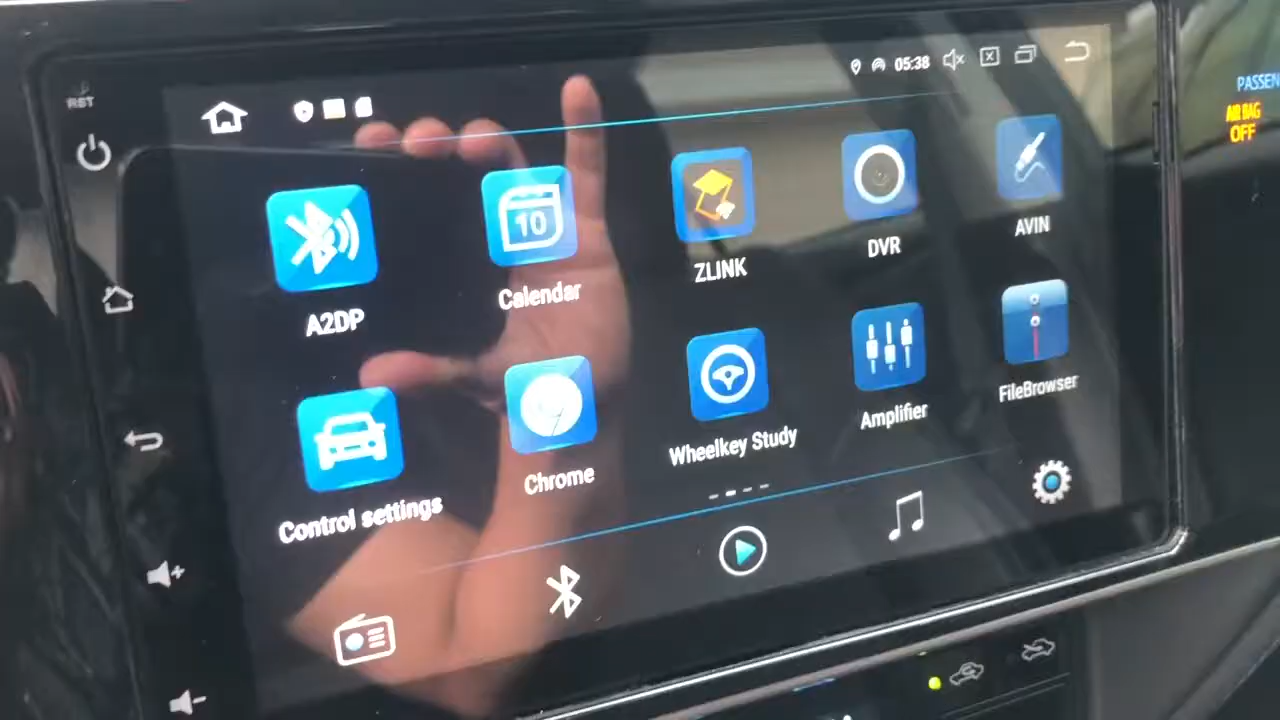 RST
05:38
PASSEN
AIR BAG
OFF
10
A2DP
Calendar
ZLINK
DVR
AVIN
Control settings
Chrome
Wheelkey Study
Amplifier
FileBrowser